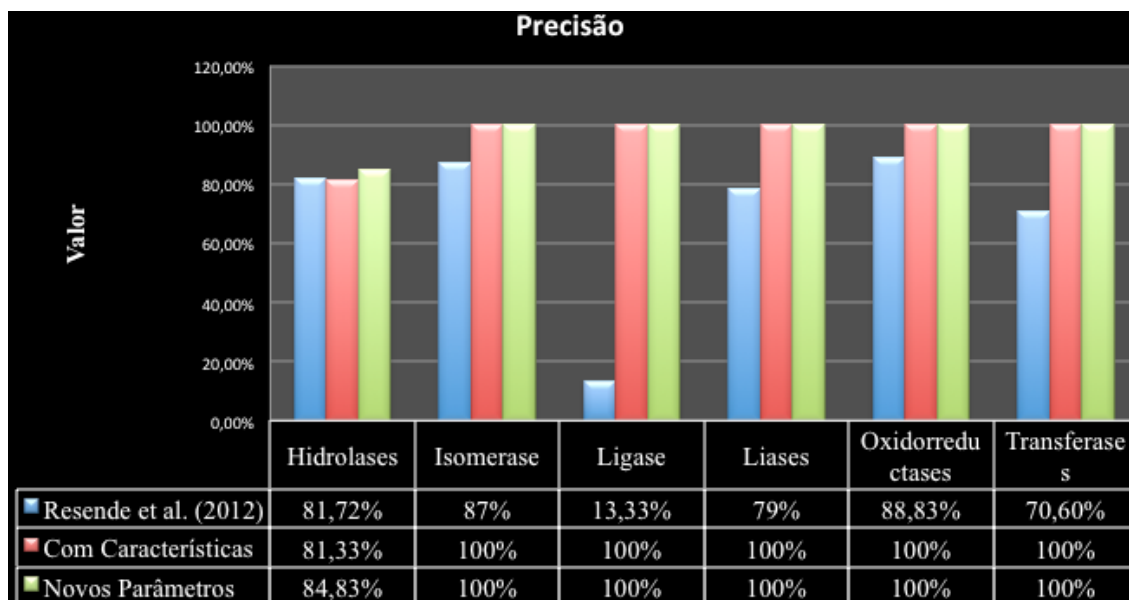 Precisão
Valor
120,00%
100,00%
80,00%
60,00%
40,00%
20,00%
0,00%
Hidrolases Isomerase Ligase Liases Oxidorredu Transferase
ctases s
Resende et al. (2012) 81,72% 87% 13,33% 79% 88,83% 70,60%
Com Características 81,33% 100% 100% 100% 100% 100%
Novos Parâmetros 84,83% 100% 100% 100% 100% 100%